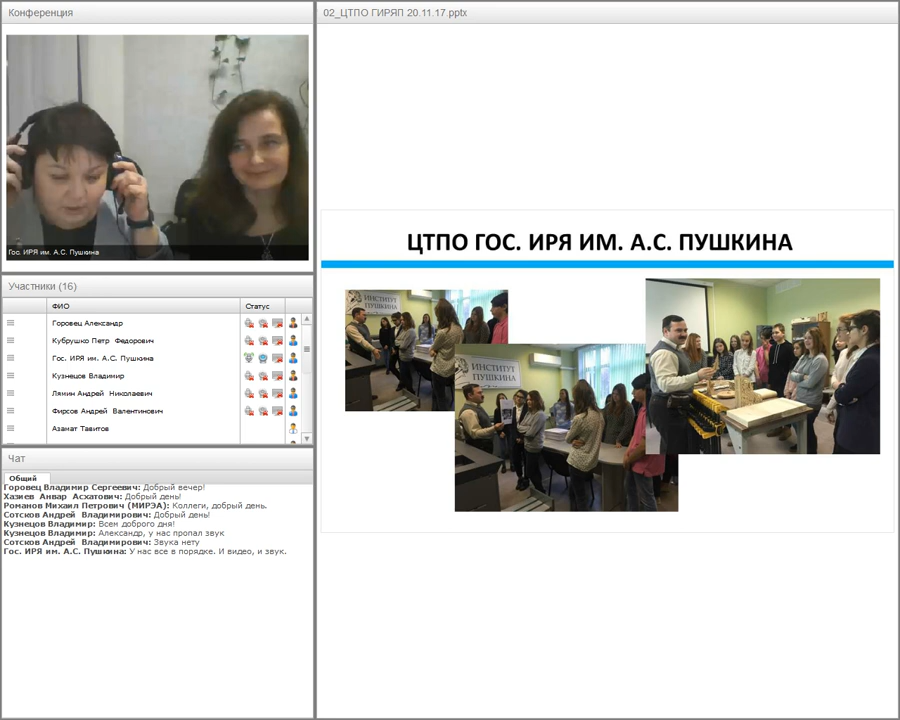 Конференция
Гос. ИРЯ им. А.С. Пушкина
Участники (16)
ФИО Статус
Горовец Александр
Кубрушко Петр Федорович
Гос. ИРЯ им. А.С. Пушкина
Кузнецов Владимир
Лямин Андрей Николаевич
Фирсов Андрей Валентинович
Азамат Тавитов
Чат
Общий
Горовец Владимир Сергеевич: Добрый вечер!
Хазиев Анвар Асхатович: Добрый день!
Романов Михаил Петрович (МИРЭА): Коллеги, добрый день.
Сотсков Андрей Владимирович: Добрый день!
Кузнецов Владимир: Всем доброго дня!
Кузнецов Владимир: Александр, у нас пропал звук
Сотсков Андрей Владимирович: Звука нету
Гос. ИРЯ им. А.С. Пушкина: У нас все в порядке. И видео, и звук.
02_ЦТПО ГИРЯП 20.11.17.pptx
ЦТПО ГОС. ИРЯ ИМ. А.С. ПУШКИНА
ИНСТИТУТ
ПУШКИНА
ИНСТИТУТ
ПУШКИНА